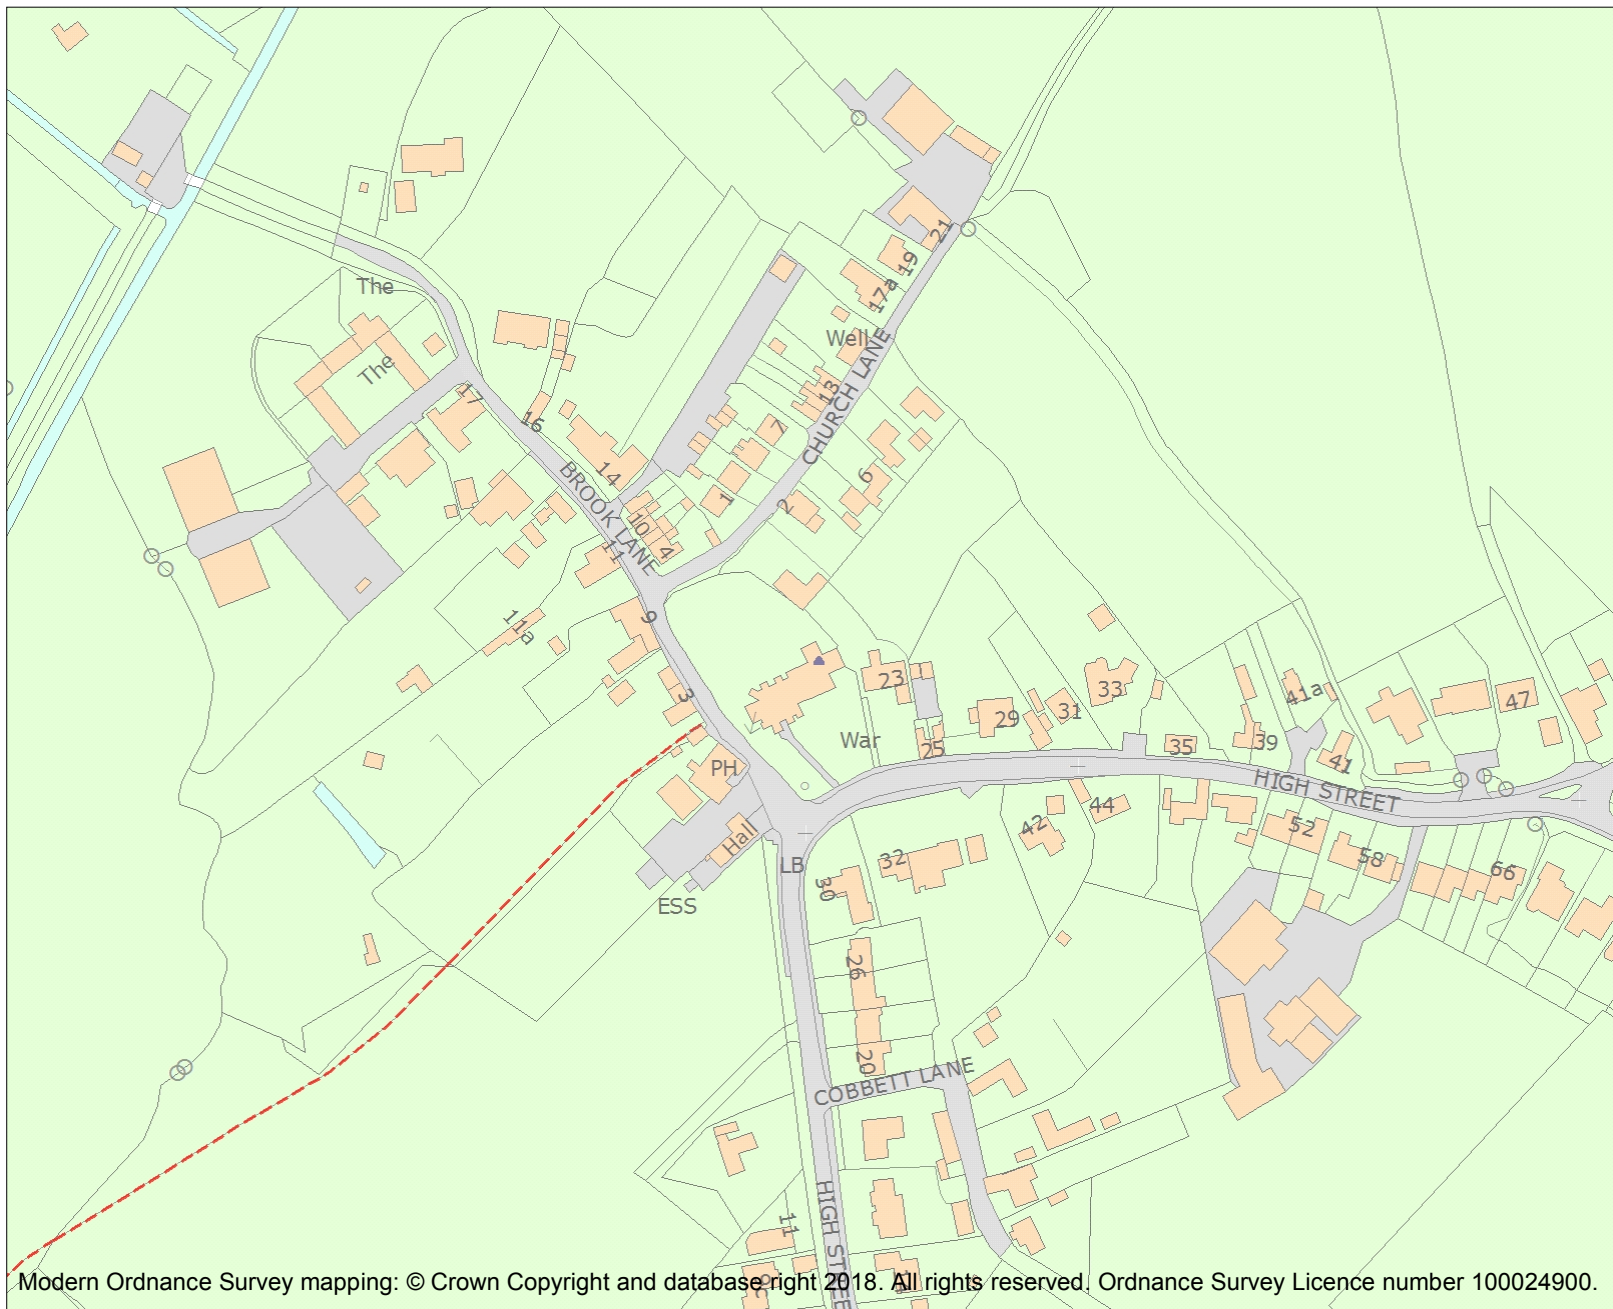 21
19
17a
The
Well
CHURCH LANE
The
17
13
16
7
14
6
BROOK LANE
1
2
10
11
4
9
11a
23
3
33
41a
47
29
31
War
25
35
39
PH
41
HIGH STREET
44
Hall
42
52
LB
32
58
30
66
ESS
26
20
COBBETT LANE
HIGH STREE
11
Modern Ordnance Survey mapping: © Crown Copyright and database right 2018. All rights reserved. Ordnance Survey Licence number 100024900.